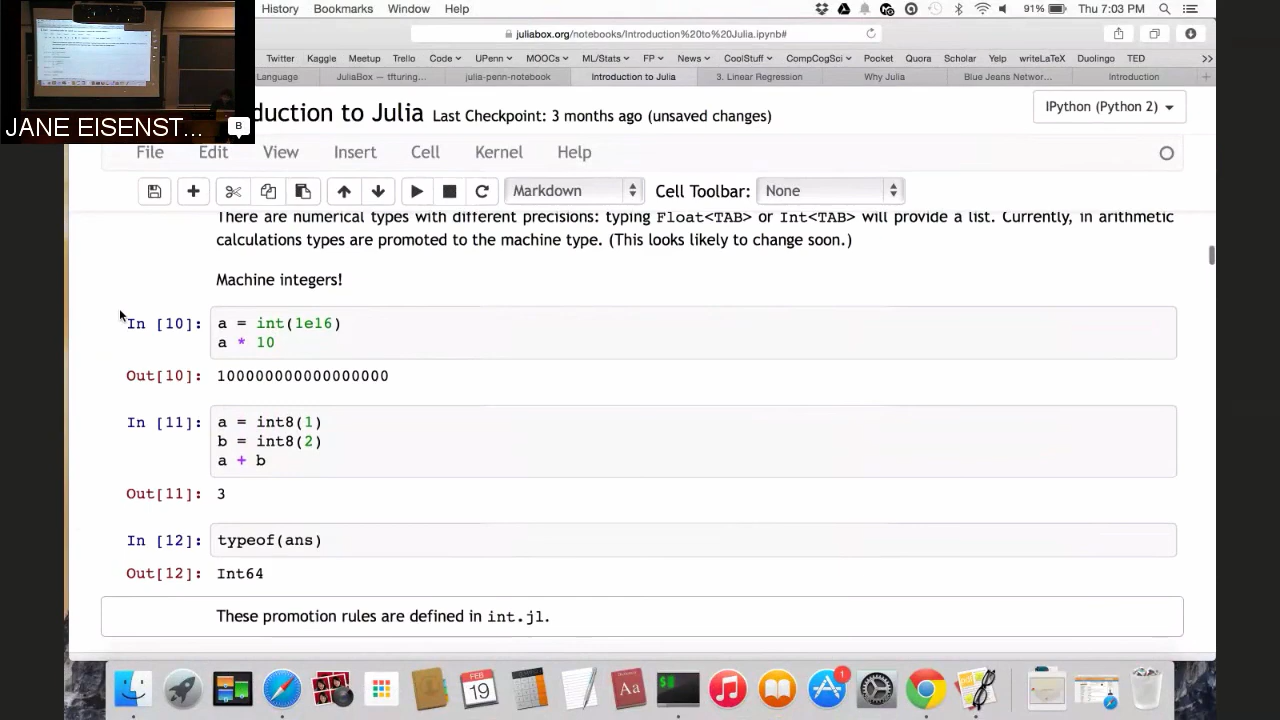 History Bookmarks Window Help
91% Thu 7:03 PM
juliabox.org/notebooks/Introduction%20to%20Julia
Twitter Kaggle Meetup Trello Code UPenn MOOCs ML/Stats FP News CoolStuff CompCogSci Pocket Quora Scholar Yelp writeLaTeX Duolingo TED
Language JuliaBox — tfturing... Introduction to Julia Why Julia Blue Jeans Networ... Introduction
JANE EISENST...
B
duction to Julia Last Checkpoint: 3 months ago (unsaved changes)
IPython (Python 2)
File Edit View Insert Cell Kernel Help
Markdown Cell Toolbar: None
There are numerical types with different precisions: typing Float<TAB> or Int<TAB> will provide a list. Currently, in arithmetic
calculations types are promoted to the machine type. (This looks likely to change soon.)
Machine integers!
In [10]: a = int(1e16)
a * 10
Out[10]: 100000000000000000
In [11]: a = int8(1)
b = int8(2)
a + b
Out[11]: 3
In [12]: typeof(ans)
Out[12]: Int64
These promotion rules are defined in int.jl.
FEB
19
Aa
1